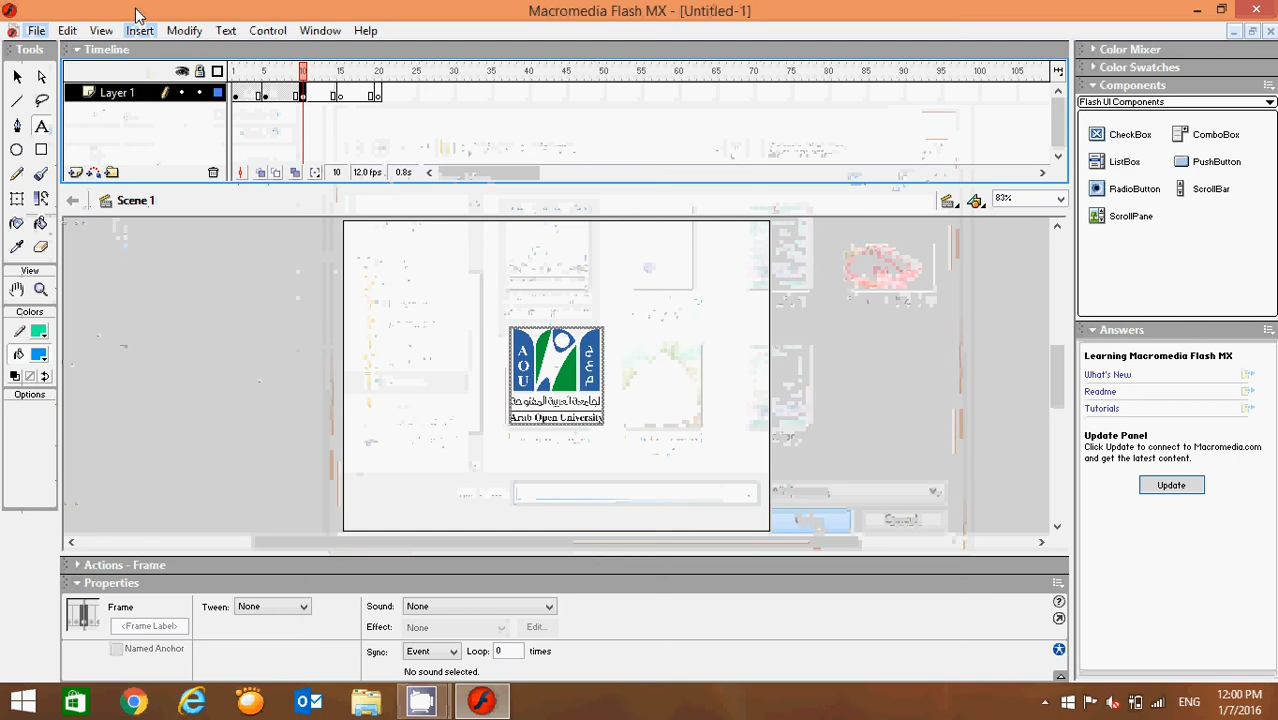 Macromedia Flash MX - [Untitled-1]
File Edit View Insert Modify Text Control Window Help
Tools
Timeline
1 5 10 15 20 25 30 35 40 45 50 55 60 65 70 75 80 85 90 95 100 105
Layer 1
10 12.0 fps 0.8s
Scene 1
83%
View
Colors
Options
AOU
الجامعة العربية المفتوحة
Arab Open University
Color Mixer
Color Swatches
Components
Flash UI Components
CheckBox ComboBox
ListBox PushButton
RadioButton ScrollBar
ScrollPane
Answers
Learning Macromedia Flash MX
What's New
Readme
Tutorials
Update Panel
Click Update to connect to Macromedia.com
and get the latest content.
Update
Actions - Frame
Properties
Frame Tween: None Sound: None
<Frame Label> Effect: None Edit...
Named Anchor Sync: Event Loop: 0 times
No sound selected.
ENG
12:00 PM
1/7/2016